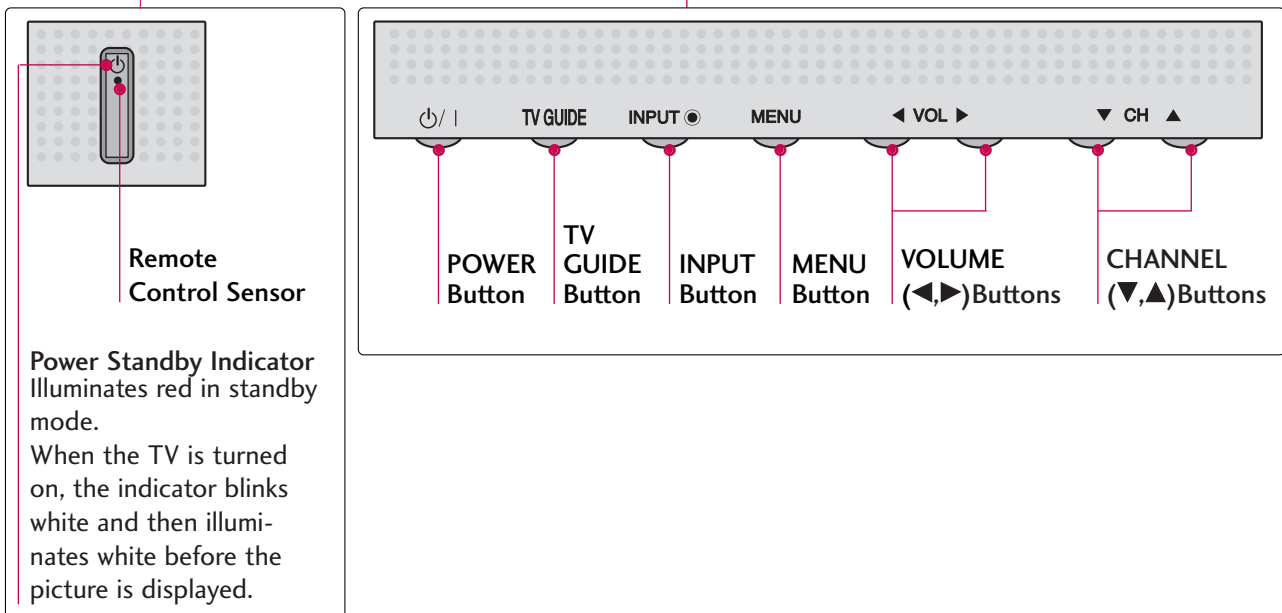 Remote
Control Sensor
Power Standby Indicator
Illuminates red in standby
mode.
When the TV is turned
on, the indicator blinks
white and then illumi-
nates white before the
picture is displayed.
⏻/ I TV GUIDE INPUT ◉ MENU ◀ VOL ▶ ▼ CH ▲
POWER
Button
TV
GUIDE
Button
INPUT
Button
MENU
Button
VOLUME
(◀,▶)Buttons
CHANNEL
(▼,▲)Buttons